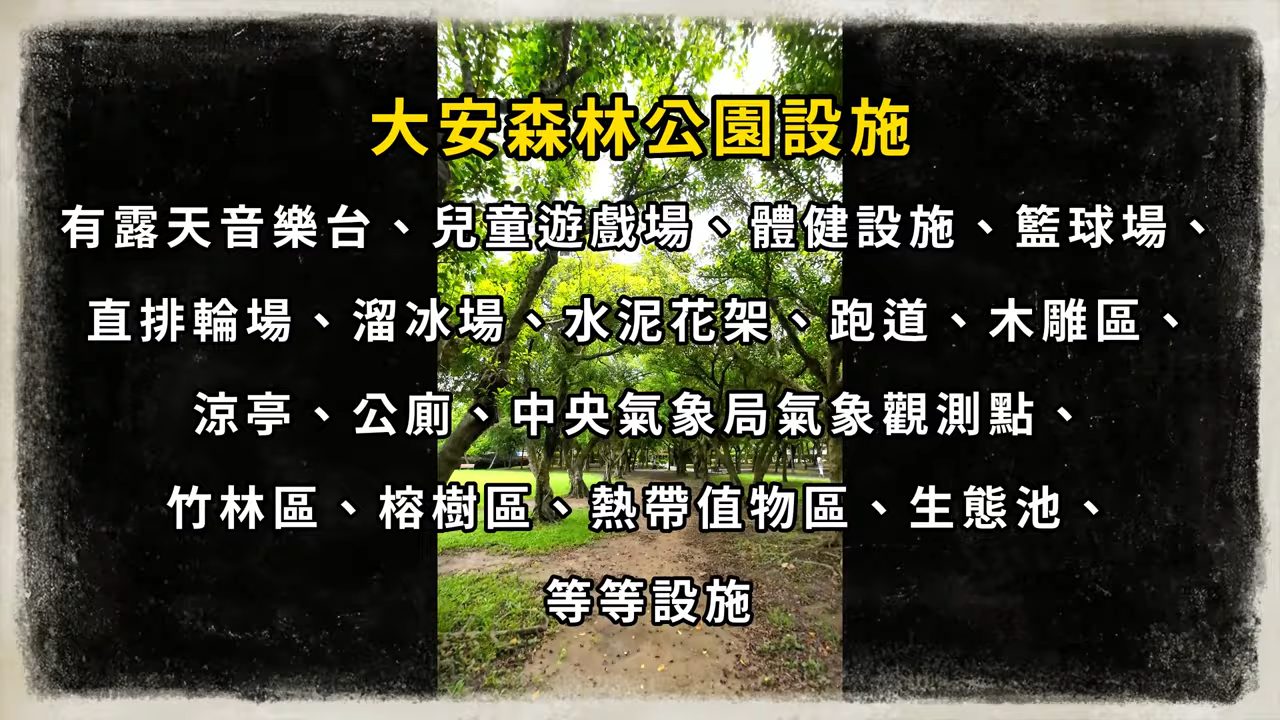 大安森林公園設施
有露天音樂台、兒童遊戲場、體健設施、籃球場、
直排輪場、溜冰場、水泥花架、跑道、木雕區、
涼亭、公廁、中央氣象局氣象觀測點、
竹林區、榕樹區、熱帶值物區、生態池、
等等設施